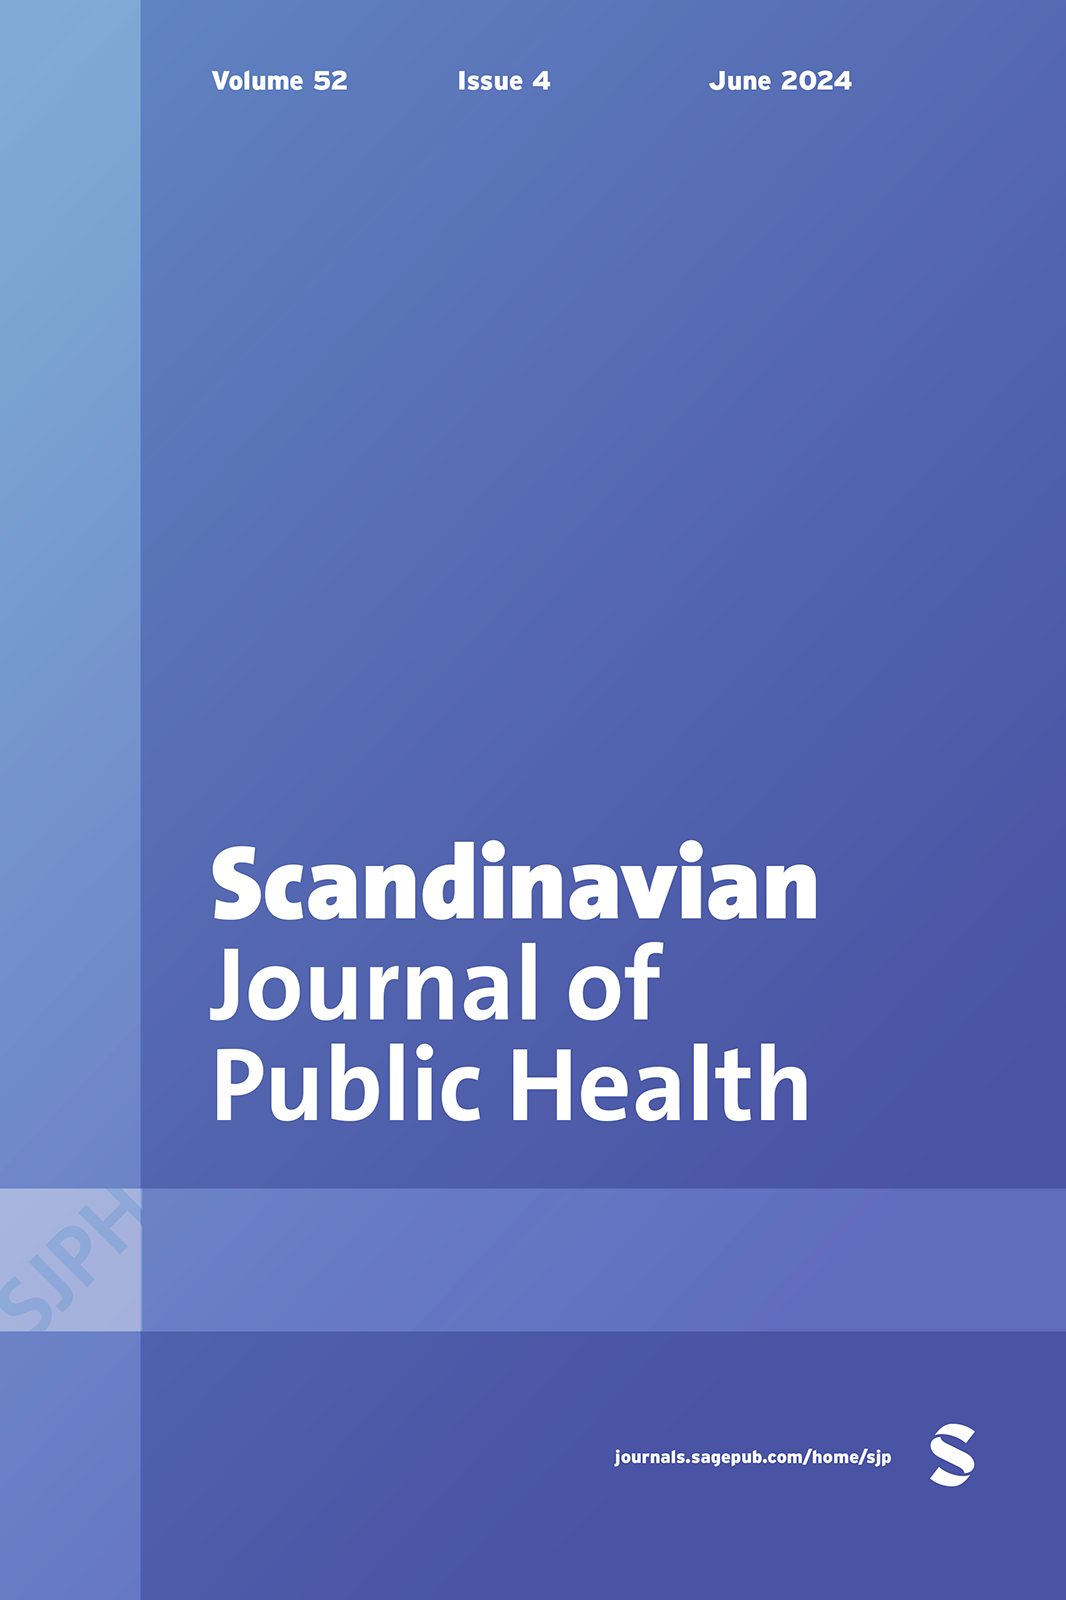 Volume 52 Issue 4 June 2024
Scandinavian
Journal of
Public Health
SJPH
journals.sagepub.com/home/sjp